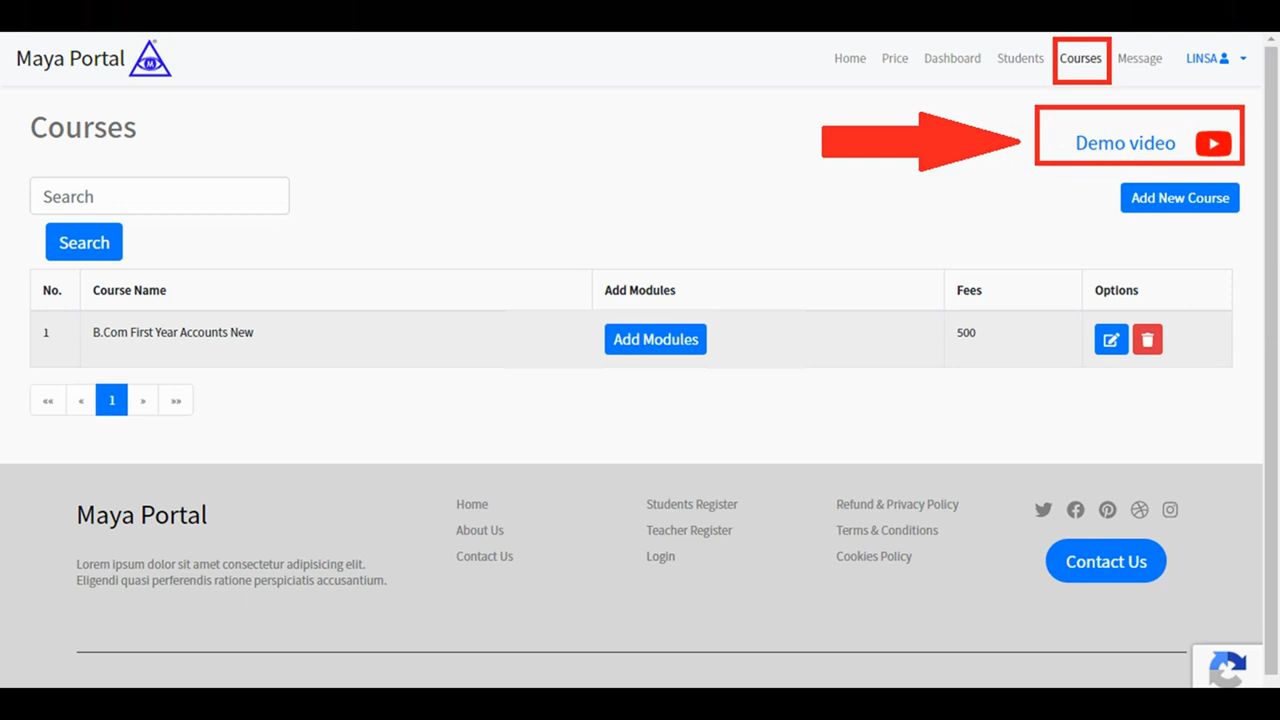 Maya Portal
Home Price Dashboard Students Courses Message LINSA
Courses
Demo video
Search
Add New Course
Search
No. Course Name Add Modules Fees Options
1 B.Com First Year Accounts New Add Modules 500
«« « 1 » »»
Maya Portal
Lorem ipsum dolor sit amet consectetur adipisicing elit.
Eligendi quasi perferendis ratione perspiciatis accusantium.
Home
About Us
Contact Us
Students Register
Teacher Register
Login
Refund & Privacy Policy
Terms & Conditions
Cookies Policy
Contact Us